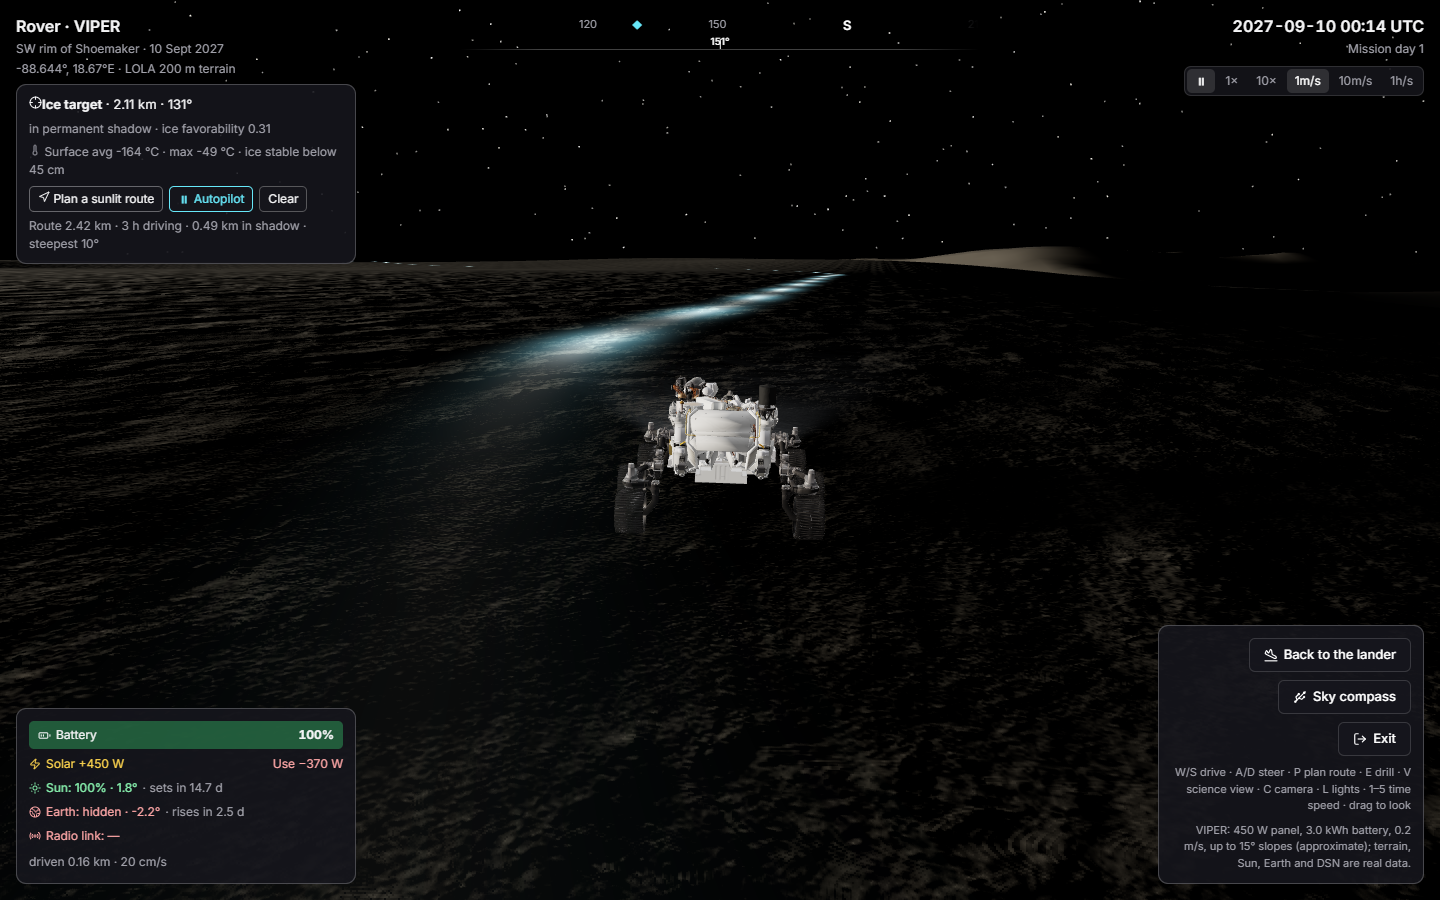 Rover · VIPER
SW rim of Shoemaker · 10 Sept 2027
-88.644°, 18.67°E · LOLA 200 m terrain
Ice target · 2.11 km · 131°
in permanent shadow · ice favorability 0.31
Surface avg -164 °C · max -49 °C · ice stable below
45 cm
Plan a sunlit route
Autopilot
Clear
Route 2.42 km · 3 h driving · 0.49 km in shadow ·
steepest 10°
120 150 S
151°
2027-09-10 00:14 UTC
Mission day 1
1× 10× 1m/s 10m/s 1h/s
Battery 100%
Solar +450 W Use −370 W
Sun: 100% · 1.8° · sets in 14.7 d
Earth: hidden · -2.2° · rises in 2.5 d
Radio link: —
driven 0.16 km · 20 cm/s
Back to the lander
Sky compass
Exit
W/S drive · A/D steer · P plan route · E drill · V
science view · C camera · L lights · 1–5 time
speed · drag to look
VIPER: 450 W panel, 3.0 kWh battery, 0.2
m/s, up to 15° slopes (approximate); terrain,
Sun, Earth and DSN are real data.